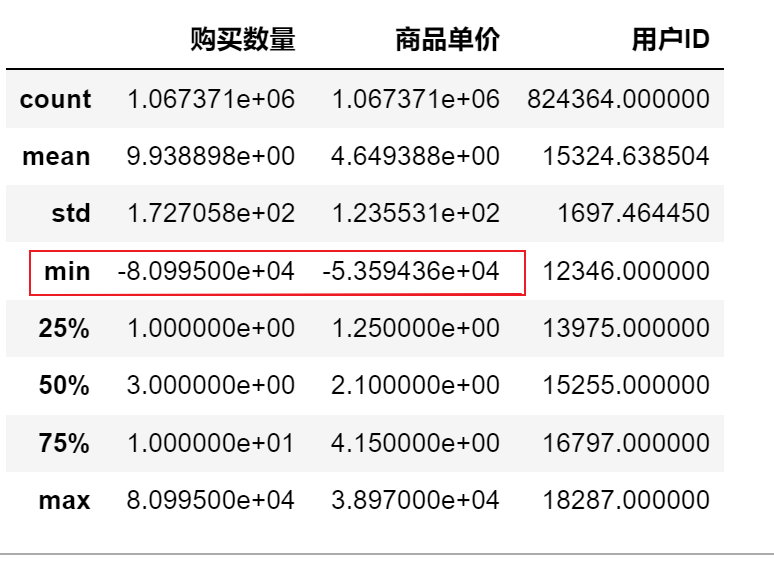 购买数量 商品单价 用户ID
count 1.067371e+06 1.067371e+06 824364.000000
mean 9.938898e+00 4.649388e+00 15324.638504
std 1.727058e+02 1.235531e+02 1697.464450
min -8.099500e+04 -5.359436e+04 12346.000000
25% 1.000000e+00 1.250000e+00 13975.000000
50% 3.000000e+00 2.100000e+00 15255.000000
75% 1.000000e+01 4.150000e+00 16797.000000
max 8.099500e+04 3.897000e+04 18287.000000